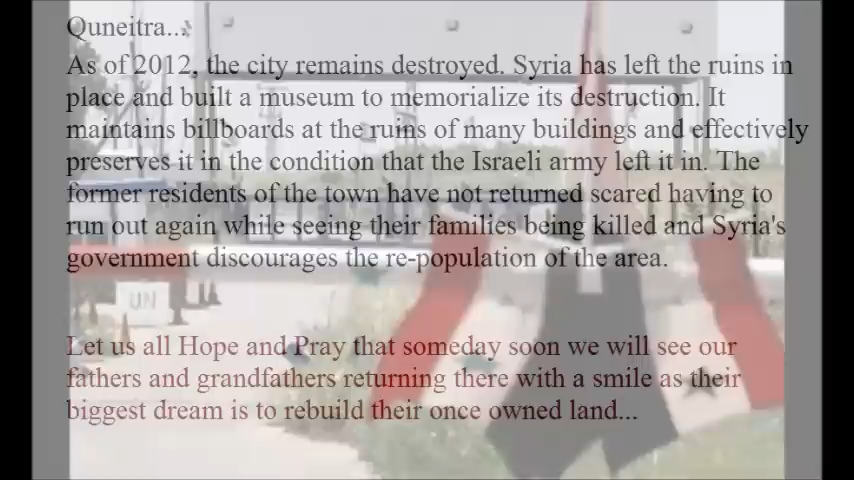 Quneitra...
As of 2012, the city remains destroyed. Syria has left the ruins in
place and built a museum to memorialize its destruction. It
maintains billboards at the ruins of many buildings and effectively
preserves it in the condition that the Israeli army left it in. The
former residents of the town have not returned scared having to
run out again while seeing their families being killed and Syria's
government discourages the re-population of the area.
UN
Let us all Hope and Pray that someday soon we will see our
fathers and grandfathers returning there with a smile as their
biggest dream is to rebuild their once owned land...